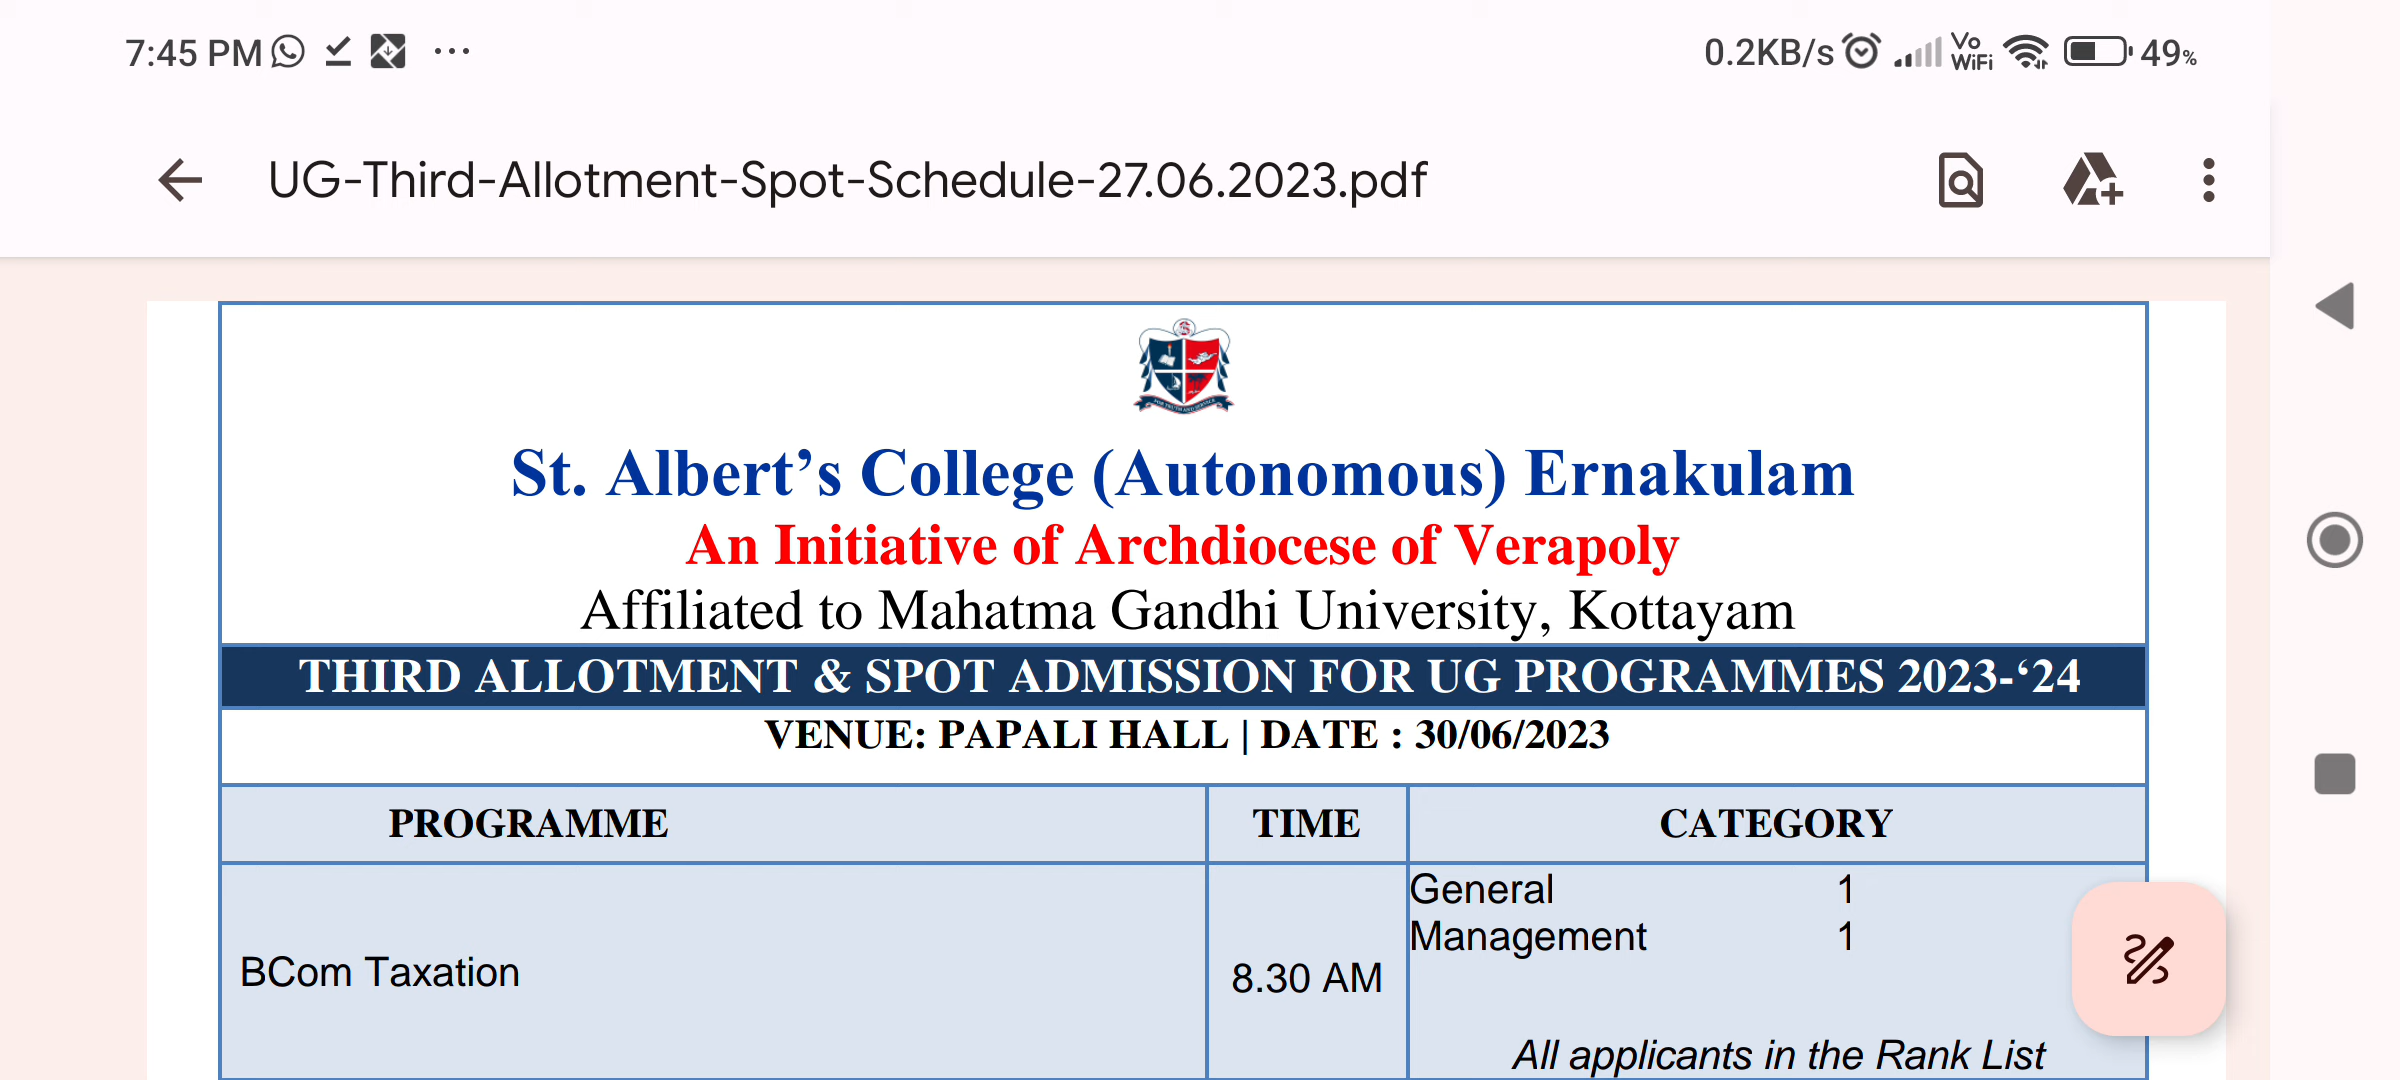 7:45 PM ... 0.2KB/s Vo WiFi 49%
UG-Third-Allotment-Spot-Schedule-27.06.2023.pdf
St. Albert’s College (Autonomous) Ernakulam
An Initiative of Archdiocese of Verapoly
Affiliated to Mahatma Gandhi University, Kottayam
THIRD ALLOTMENT & SPOT ADMISSION FOR UG PROGRAMMES 2023-‘24
VENUE: PAPALI HALL | DATE : 30/06/2023
PROGRAMME TIME CATEGORY
General 1
Management 1
BCom Taxation 8.30 AM
All applicants in the Rank List